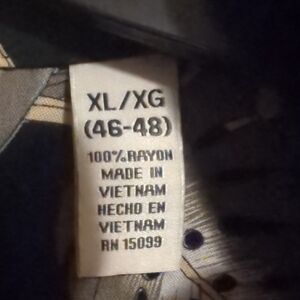 XL/XG
(46-48)
100% RAYON
MADE IN
VIETNAM
HECHO EN
VIETNAM
RN 15099